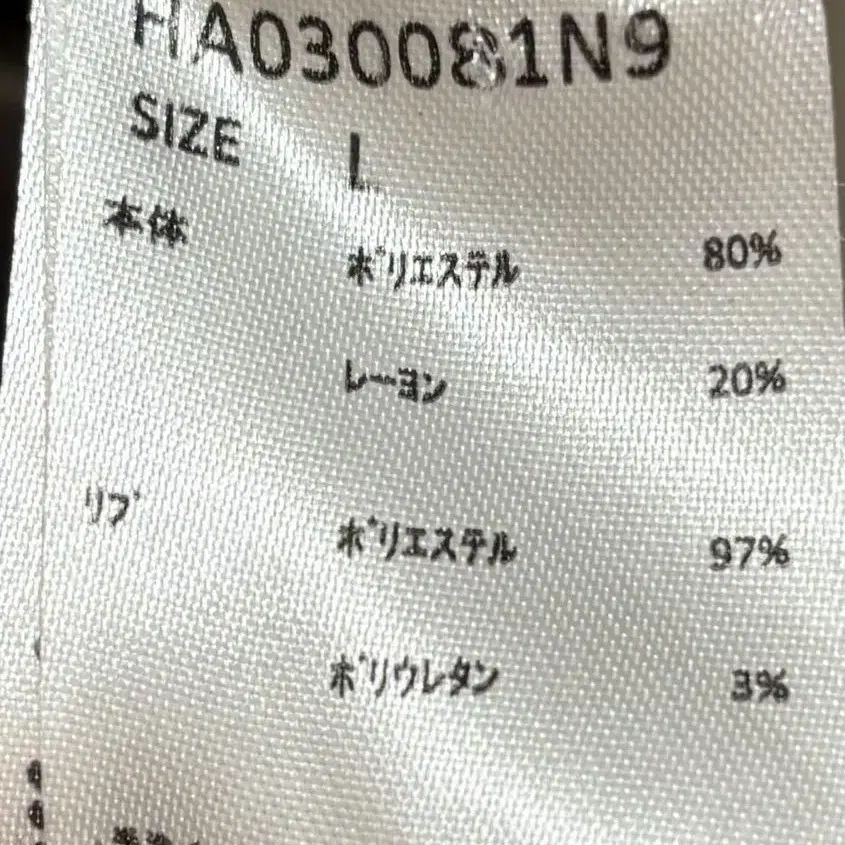 HA030081N9
SIZE L
本体 ポリエステル 80%
レーヨン 20%
リブ ポリエステル 97%
ポリウレタン 3%